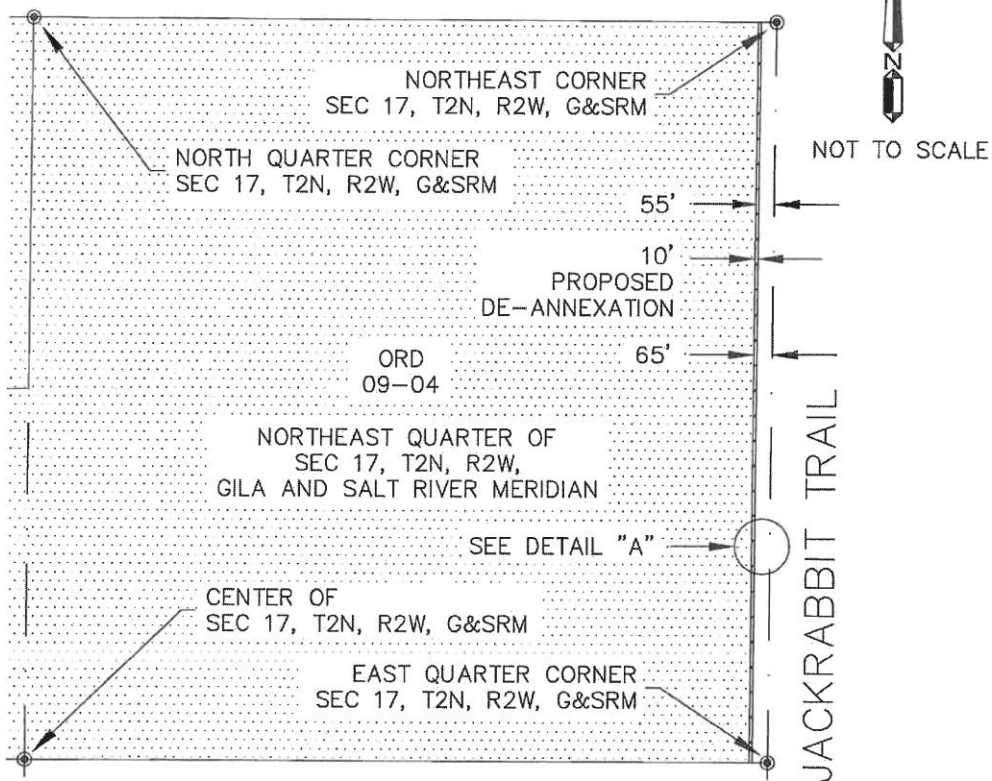 NORTHEAST CORNER
SEC 17, T2N, R2W, G&SRM
N
NOT TO SCALE
NORTH QUARTER CORNER
SEC 17, T2N, R2W, G&SRM
55'
10'
PROPOSED
DE-ANNEXATION
65'
ORD
09-04
NORTHEAST QUARTER OF
SEC 17, T2N, R2W,
GILA AND SALT RIVER MERIDIAN
SEE DETAIL "A"
CENTER OF
SEC 17, T2N, R2W, G&SRM
EAST QUARTER CORNER
SEC 17, T2N, R2W, G&SRM
JACKRABBIT TRAIL